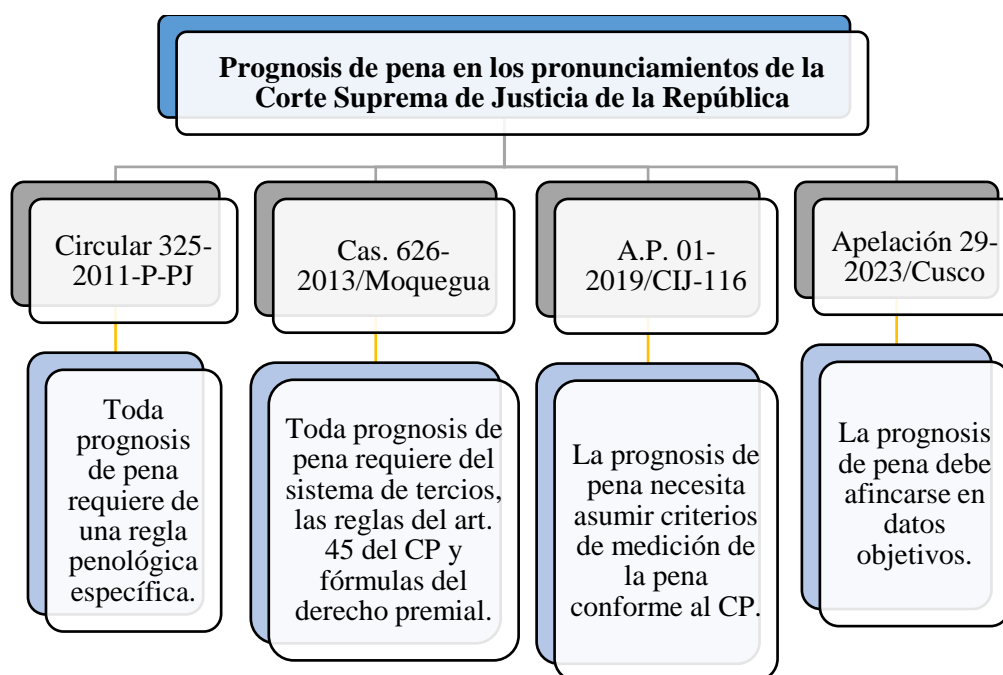 Prognosis de pena en los pronunciamientos de la
Corte Suprema de Justicia de la República
Circular 325-
2011-P-PJ
Toda
prognosis
de pena
requiere de
una regla
penológica
específica.
Cas. 626-
2013/Moquegua
Toda prognosis de
pena requiere del
sistema de tercios,
las reglas del art.
45 del CP y
fórmulas del
derecho premial.
A.P. 01-
2019/CIJ-116
La prognosis de
pena necesita
asumir criterios
de medición de
la pena
conforme al CP.
Apelación 29-
2023/Cusco
La prognosis
de pena debe
afincarse en
datos
objetivos.